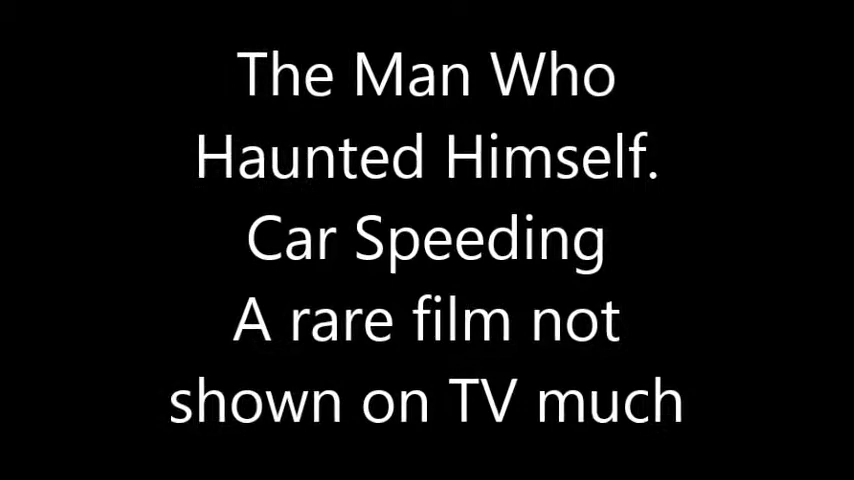 The Man Who
Haunted Himself.
Car Speeding
A rare film not
shown on TV much